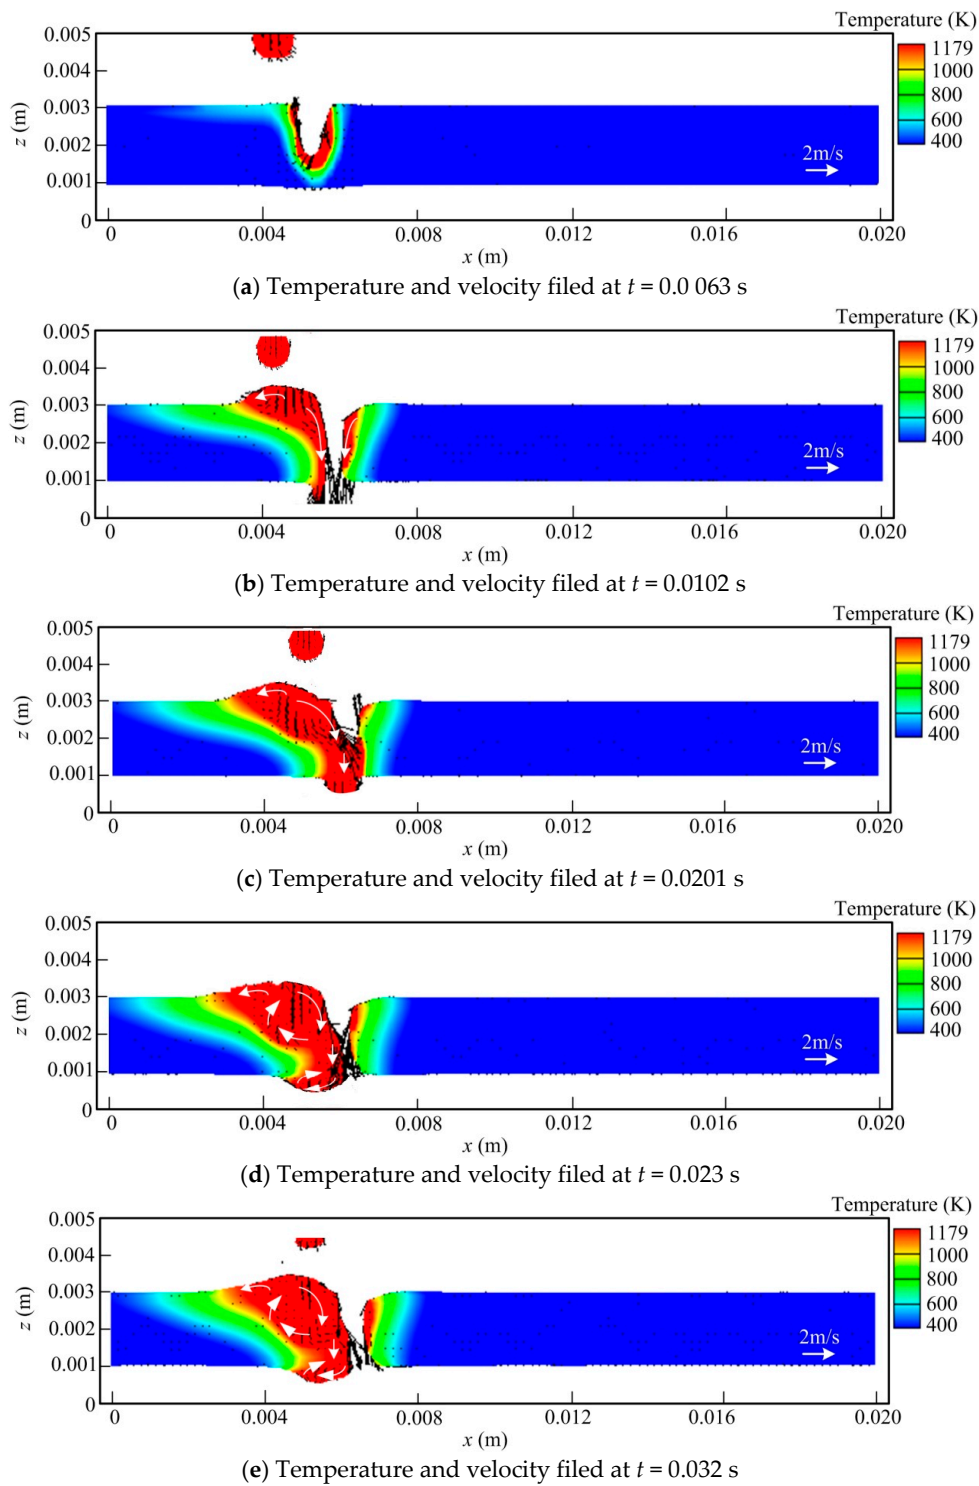 Temperature (K)
0.005
1179
0.004
1000
0.003
800
z (m)
0.002
600
400
2m/s
0.001
0
0 0.004 0.008 0.012 0.016 0.020
x (m)
(a) Temperature and velocity filed at t = 0.0 063 s
Temperature (K)
0.005
1179
0.004
1000
0.003
800
z (m)
0.002
600
400
2m/s
0.001
0
0 0.004 0.008 0.012 0.016 0.020
x (m)
(b) Temperature and velocity filed at t = 0.0102 s
Temperature (K)
0.005
1179
0.004
1000
0.003
800
z (m)
0.002
600
400
2m/s
0.001
0
0 0.004 0.008 0.012 0.016 0.020
x (m)
(c) Temperature and velocity filed at t = 0.0201 s
Temperature (K)
0.005
1179
0.004
1000
0.003
800
z (m)
0.002
600
400
2m/s
0.001
0
0 0.004 0.008 0.012 0.016 0.020
x (m)
(d) Temperature and velocity filed at t = 0.023 s
Temperature (K)
0.005
1179
0.004
1000
0.003
800
z (m)
0.002
600
400
2m/s
0.001
0
0 0.004 0.008 0.012 0.016 0.020
x (m)
(e) Temperature and velocity filed at t = 0.032 s